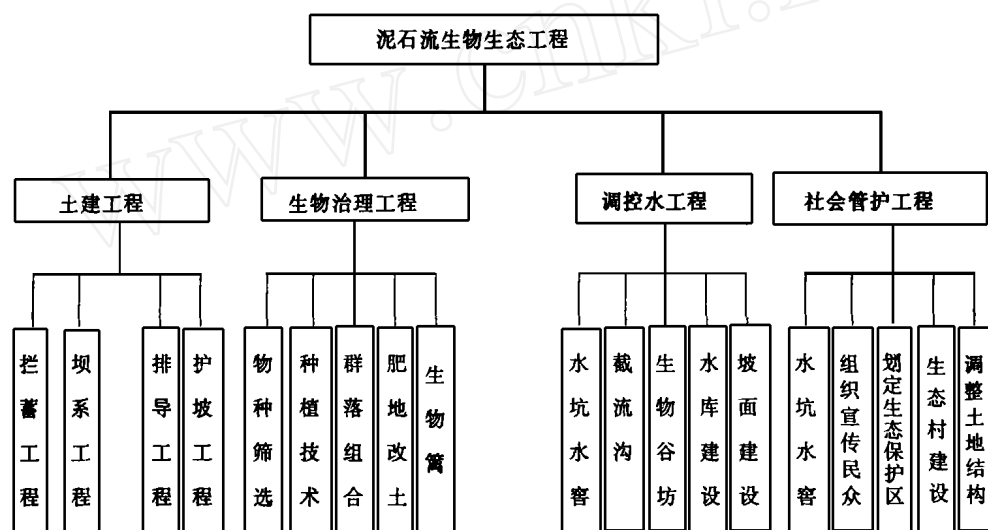 泥石流生物生态工程
土建工程
生物治理工程
调控水工程
社会管护工程
拦蓄工程
坝系工程
排导工程
护坡工程
物种筛选
种植技术
群落组合
肥地改土
生物篱
水坑水窖
截流沟
生物谷坊
水库建设
坡面建设
水坑水窖
组织宣传民众
划定生态保护区
生态村建设
调整土地结构